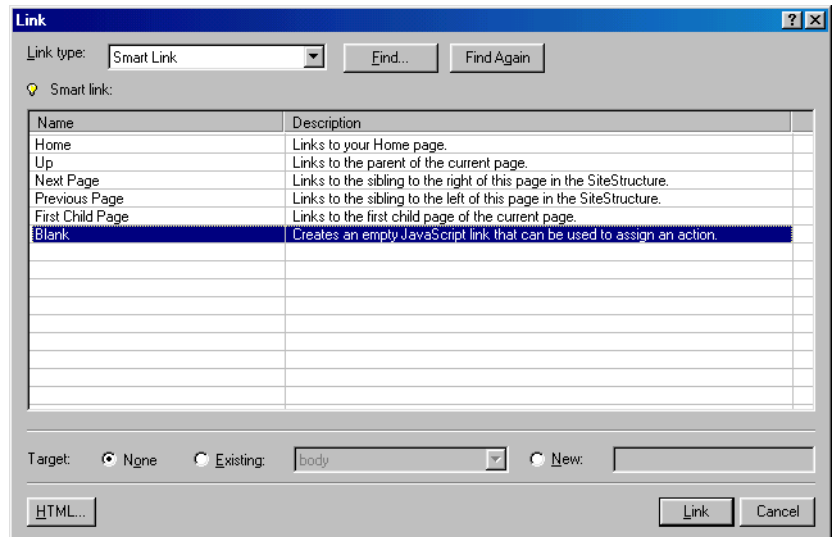 Link
Link type: Smart Link Find... Find Again
Smart link:
Name Description
Home Links to your Home page.
Up Links to the parent of the current page.
Next Page Links to the sibling to the right of this page in the SiteStructure.
Previous Page Links to the sibling to the left of this page in the SiteStructure.
First Child Page Links to the first child page of the current page.
Blank Creates an empty JavaScript link that can be used to assign an action.
Target: None Existing: body New:
HTML... Link Cancel